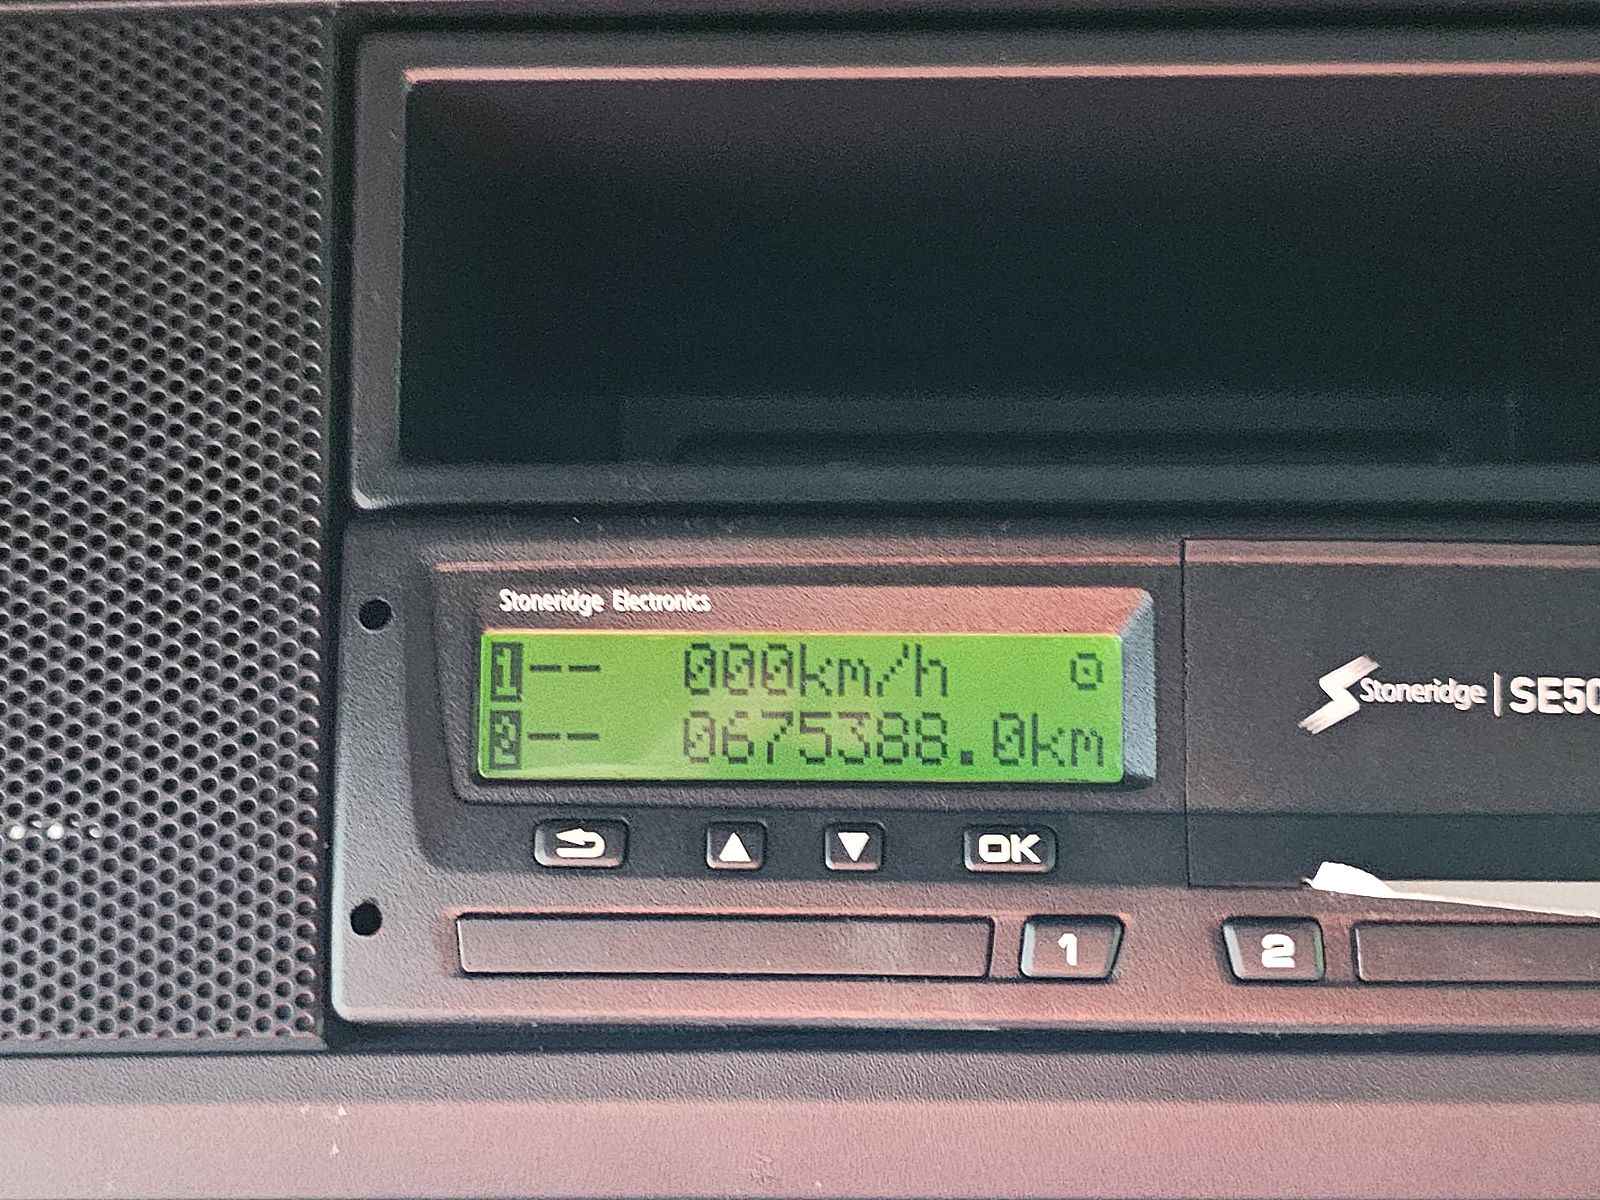 Stoneridge Electronics
1-- 000km/h
2-- 0675388.0km
Stoneridge | SE50
OK
1
2